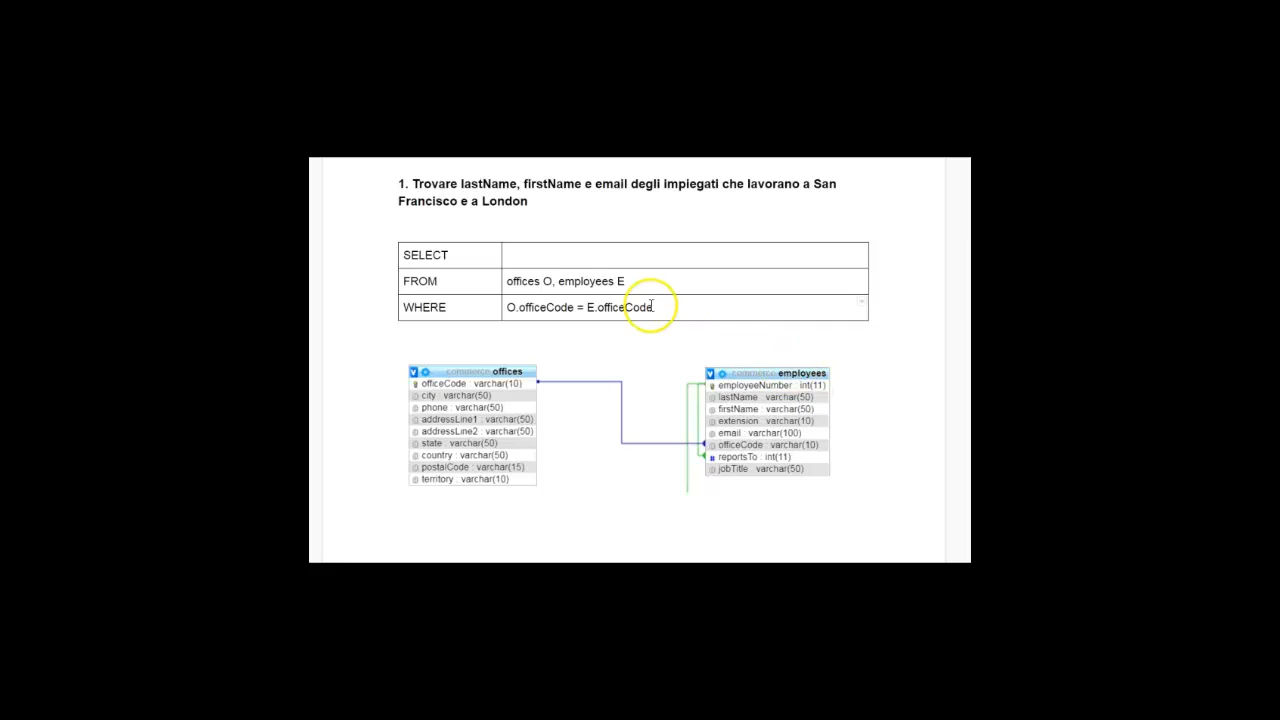 1. Trovare lastName, firstName e email degli impiegati che lavorano a San
Francisco e a London
SELECT
FROM offices O, employees E
WHERE O.officeCode = E.officeCode
commerce offices
officeCode : varchar(10)
city : varchar(50)
phone : varchar(50)
addressLine1 : varchar(50)
addressLine2 : varchar(50)
state : varchar(50)
country : varchar(50)
postalCode : varchar(15)
territory : varchar(10)
commerce employees
employeeNumber : int(11)
lastName : varchar(50)
firstName : varchar(50)
extension : varchar(10)
email : varchar(100)
officeCode : varchar(10)
# reportsTo : int(11)
jobTitle : varchar(50)